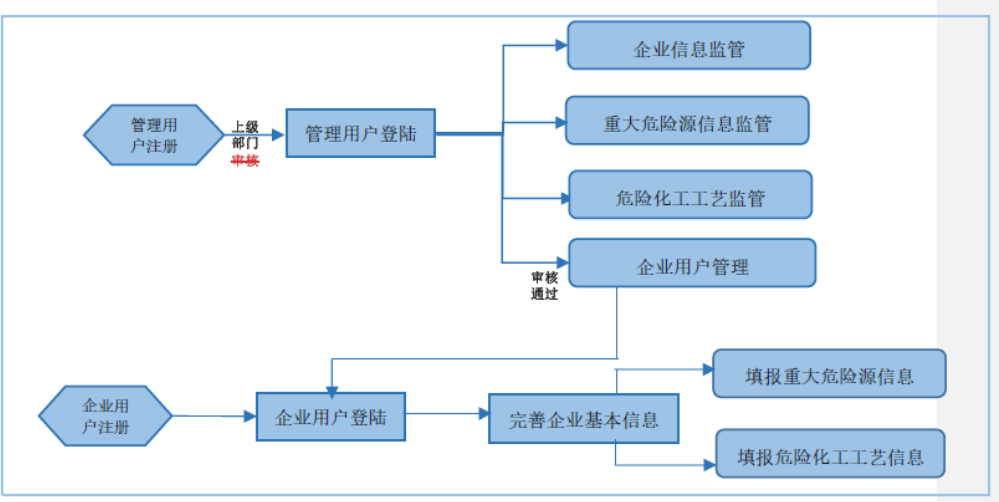 企业信息监管
管理用
户注册
上级
部门
审核
管理用户登陆
重大危险源信息监管
危险化工工艺监管
企业用户管理
审核
通过
企业用
户注册
企业用户登陆
完善企业基本信息
填报重大危险源信息
填报危险化工工艺信息